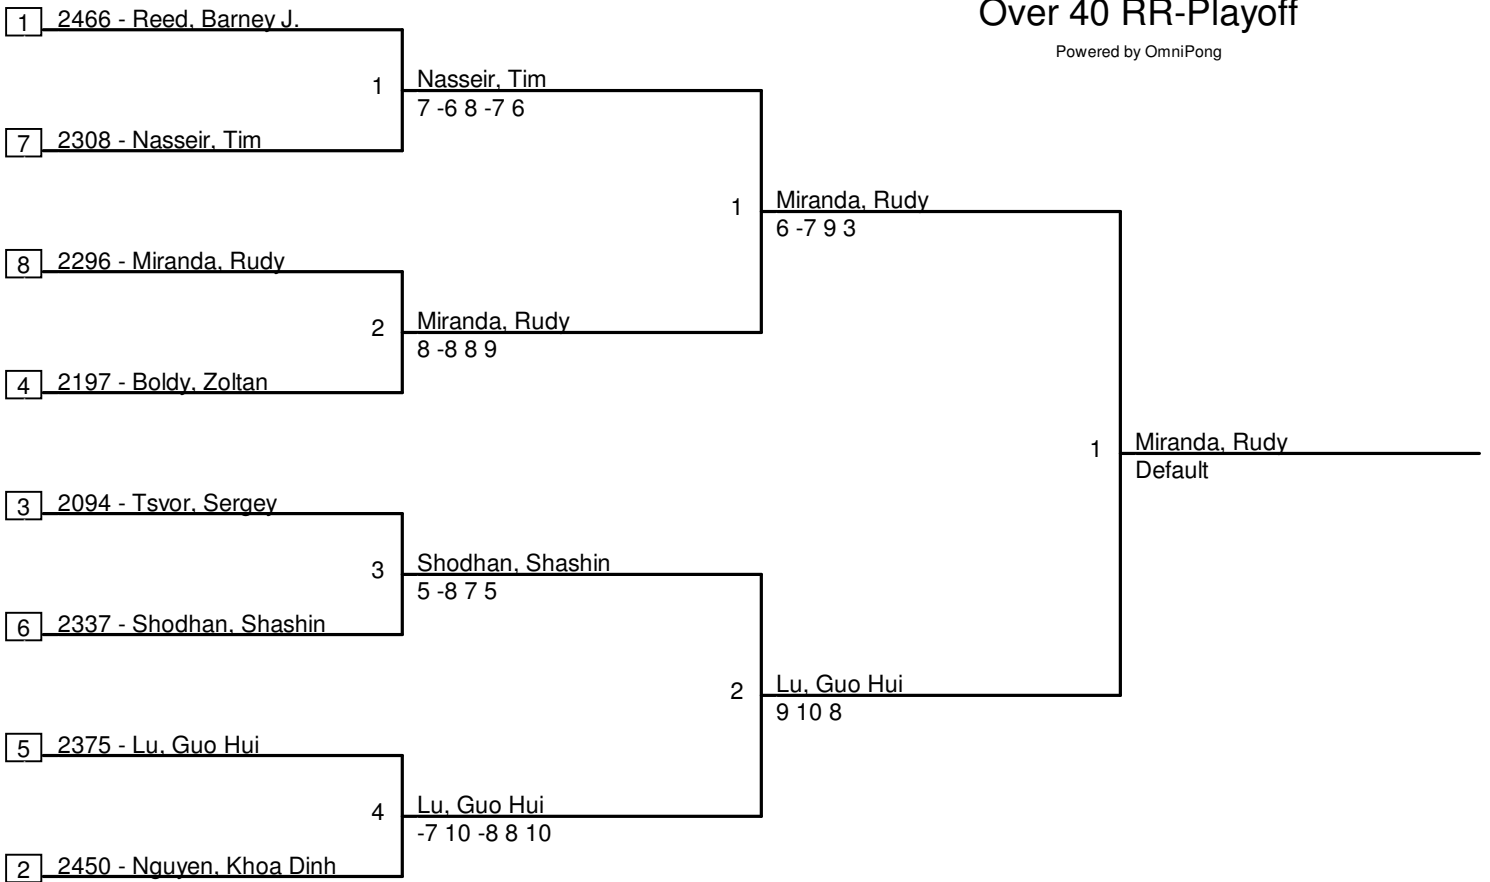 Over 40 RR-Playoff
Powered by OmniPong
1 2466 - Reed, Barney J.
1
Nasseir, Tim
7 -6 8 -7 6
7 2308 - Nasseir, Tim
1
Miranda, Rudy
6 -7 9 3
8 2296 - Miranda, Rudy
2
Miranda, Rudy
8 -8 8 9
4 2197 - Boldy, Zoltan
1
Miranda, Rudy
Default
3 2094 - Tsvor, Sergey
3
Shodhan, Shashin
5 -8 7 5
6 2337 - Shodhan, Shashin
2
Lu, Guo Hui
9 10 8
5 2375 - Lu, Guo Hui
4
Lu, Guo Hui
-7 10 -8 8 10
2 2450 - Nguyen, Khoa Dinh